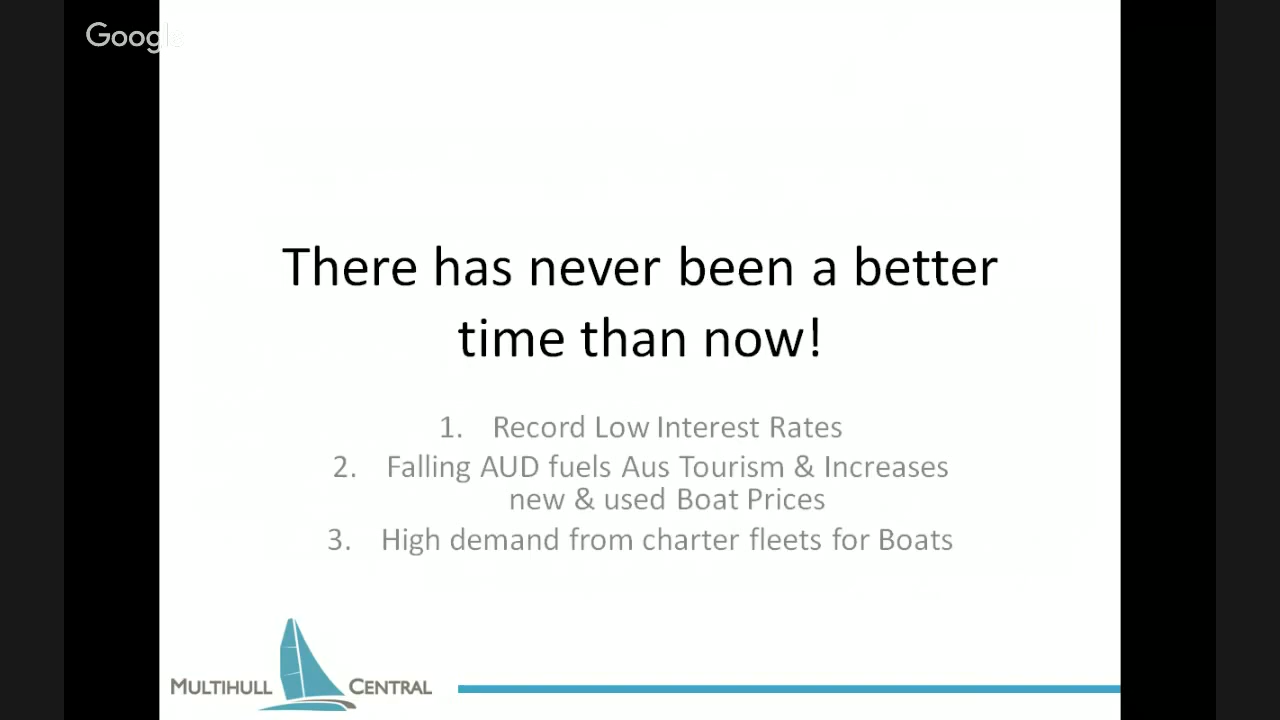 Google
There has never been a better
time than now!
1. Record Low Interest Rates
2. Falling AUD fuels Aus Tourism & Increases
new & used Boat Prices
3. High demand from charter fleets for Boats
MULTIHULL CENTRAL